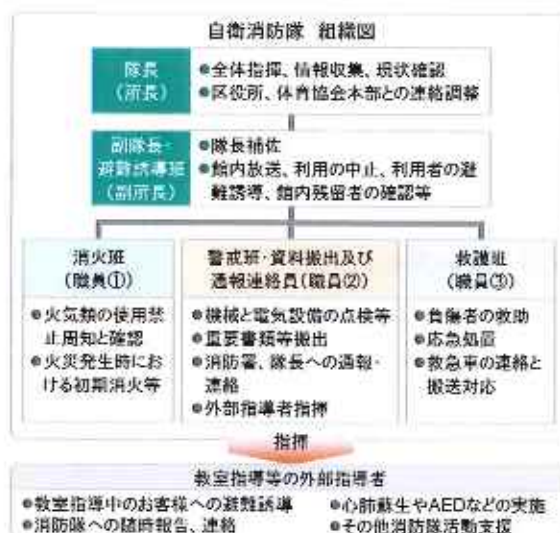 自衛消防隊 組織図
隊長
(所長)
●全体指揮、情報収集、現状確認
●区役所、体育協会本部との連絡調整
副隊長・
避難誘導班
(副所長)
●隊長補佐
●館内放送、利用の中止、利用者の避
難誘導、館内残留者の確認等
消火班
(職員①)
●火気類の使用禁
止周知と確認
●火災発生時にお
ける初期消火等
警戒班・資料搬出及び
通報連絡員(職員②)
●機械と電気設備の点検等
●重要書類等搬出
●消防署、隊長への通報・
連絡
●外部指導者指揮
救護班
(職員③)
●負傷者の救助
●応急処置
●救急車の連絡と
搬送対応
指揮
教室指導等の外部指導者
●教室指導中のお客様への避難誘導
●消防隊への随時報告、連絡
●心肺蘇生やAEDなどの実施
●その他消防隊活動支援